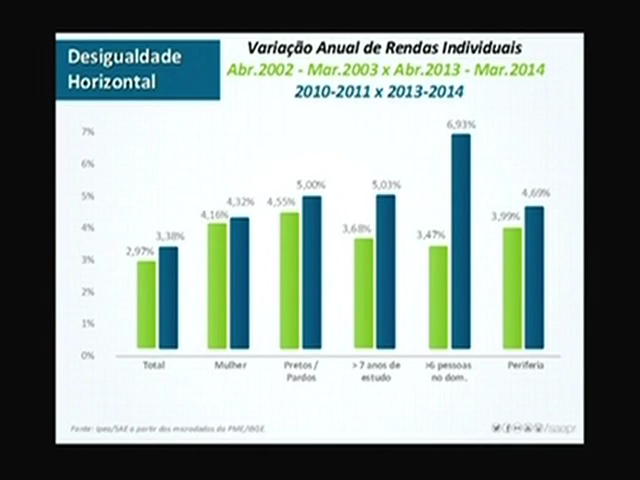 Desigualdade
Horizontal
Variação Anual de Rendas Individuais
Abr.2002 - Mar.2003 x Abr.2013 - Mar.2014
2010-2011 x 2013-2014
7%
6%
5%
4%
3%
2%
1%
0%
2,97%
3,38%
4,16%
4,32%
4,55%
5,00%
3,68%
5,03%
3,47%
6,93%
3,99%
4,69%
Total
Mulher
Pretos /
Pardos
> 7 anos de
estudo
>6 pessoas
no dom.
Periferia
Fonte: Ipea/SAE a partir dos microdados da PME/IBGE.
/saepr